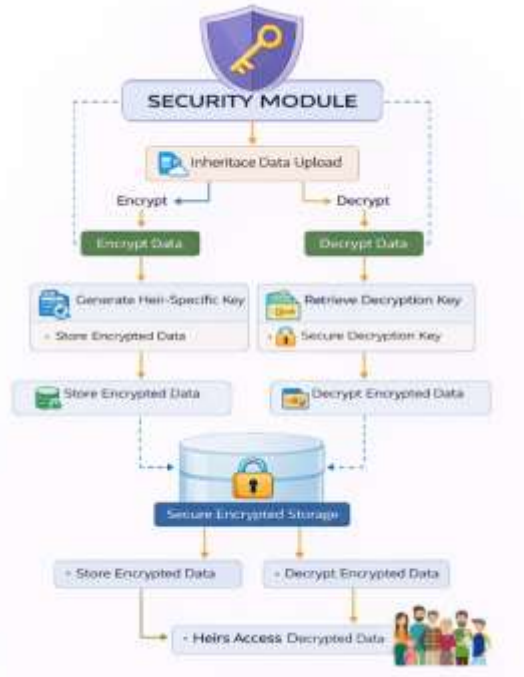 SECURITY MODULE
Inheritace Data Upload
Encrypt
Decrypt
Encrypt Data
Decrypt Data
Generate Heir-Specific Key
Retrieve Decryption Key
Store Encrypted Data
Secure Decryption Key
Store Encrypted Data
Decrypt Encrypted Data
Secure Encrypted Storage
Store Encrypted Data
Decrypt Encrypted Data
Heirs Access Decrypted Data